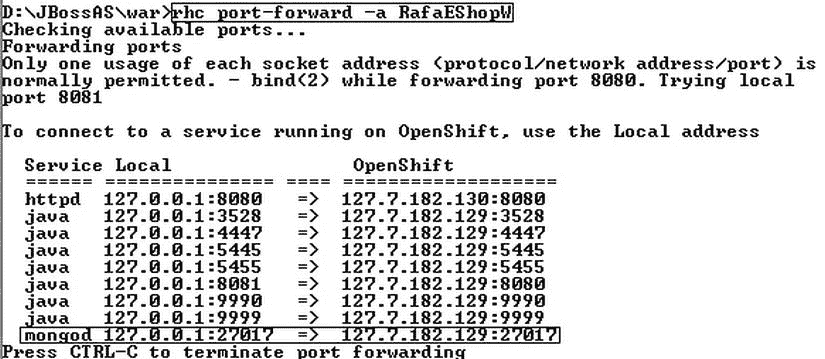 D:\JBossAS\war>rhc port-forward -a RafaEShopW
Checking available ports...
Forwarding ports
Only one usage of each socket address (protocol/network address/port) is
normally permitted. - bind(2) while forwarding port 8080. Trying local
port 8081
To connect to a service running on OpenShift, use the Local address
Service Local OpenShift
====== =============== ==== ===================
httpd 127.0.0.1:8080 => 127.7.182.130:8080
java 127.0.0.1:3528 => 127.7.182.129:3528
java 127.0.0.1:4447 => 127.7.182.129:4447
java 127.0.0.1:5445 => 127.7.182.129:5445
java 127.0.0.1:5455 => 127.7.182.129:5455
java 127.0.0.1:8081 => 127.7.182.129:8080
java 127.0.0.1:9990 => 127.7.182.129:9990
java 127.0.0.1:9999 => 127.7.182.129:9999
mongod 127.0.0.1:27017 => 127.7.182.129:27017
Press CTRL-C to terminate port forwarding